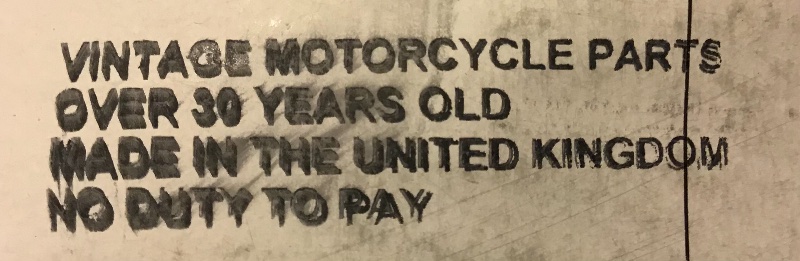 VINTAGE MOTORCYCLE PARTS
OVER 30 YEARS OLD
MADE IN THE UNITED KINGDOM
NO DUTY TO PAY